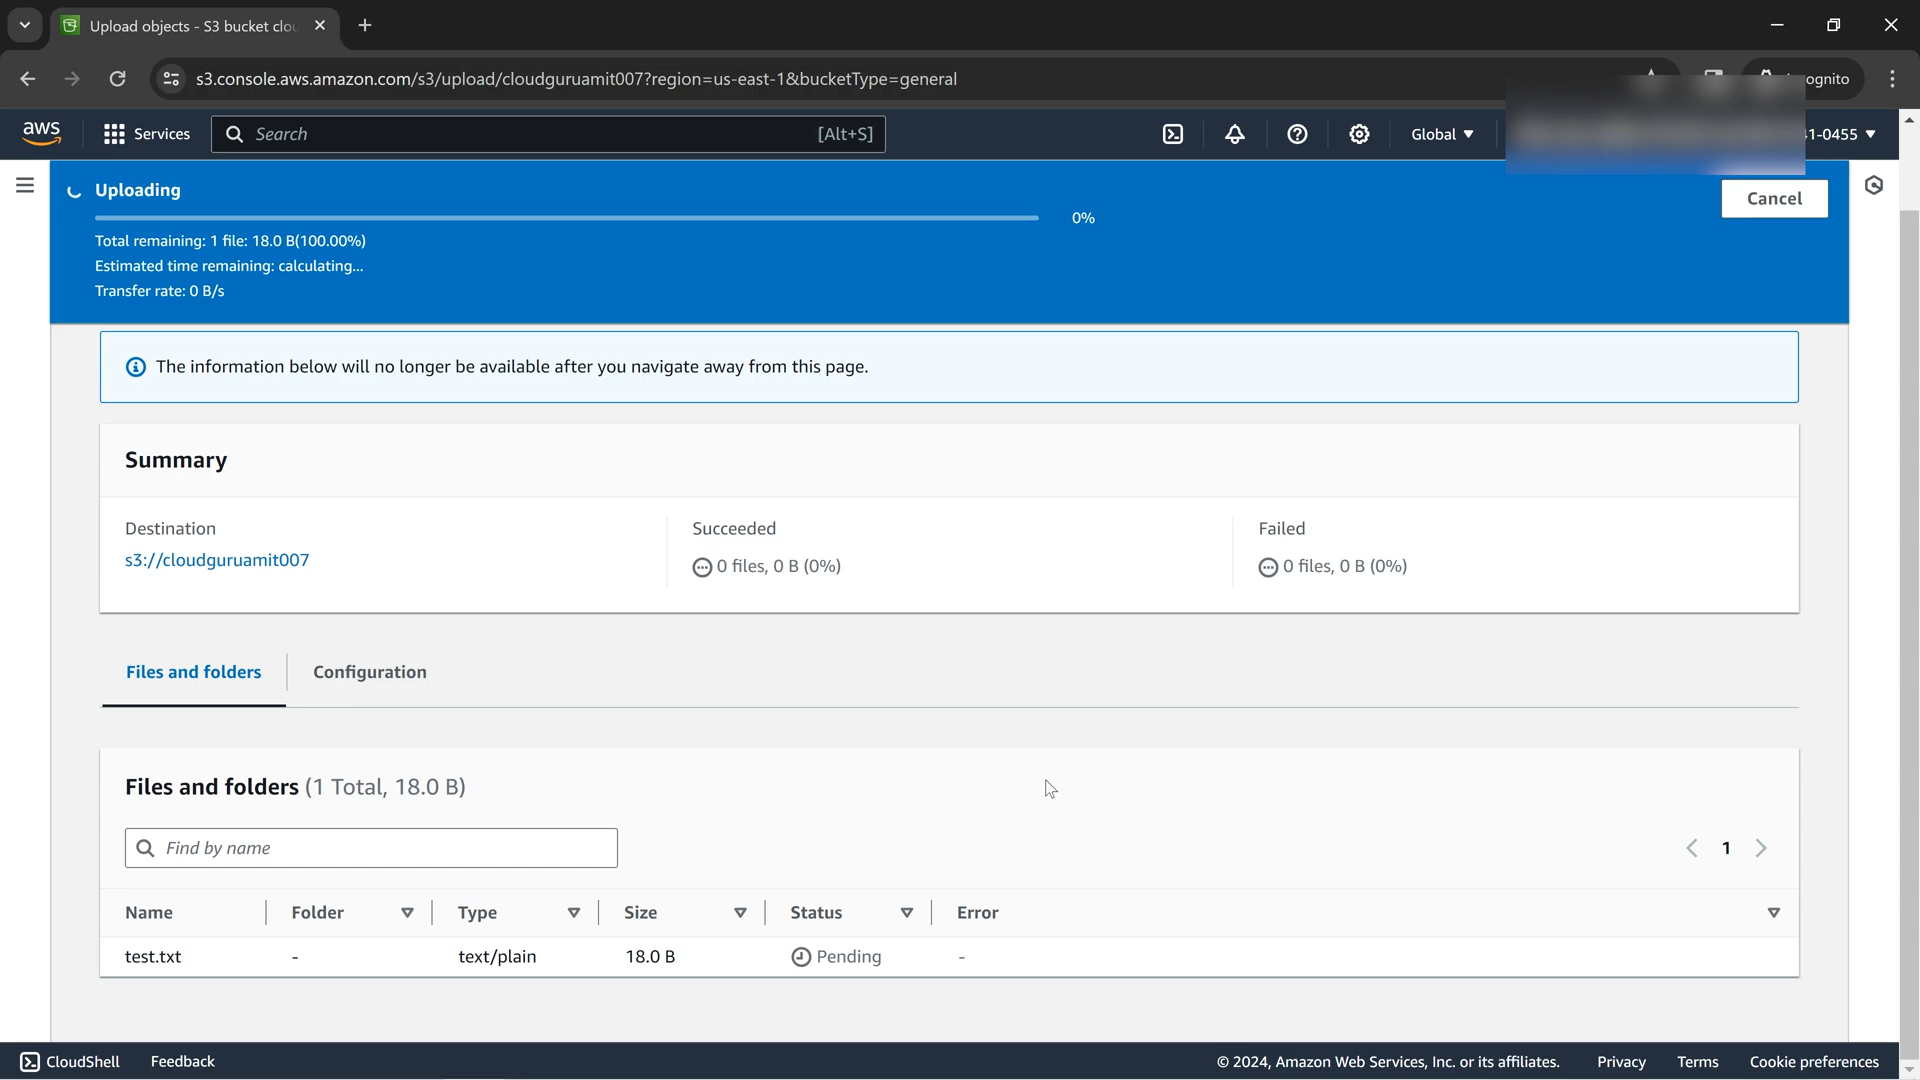 Upload objects - S3 bucket clou
s3.console.aws.amazon.com/s3/upload/cloudguruamit007?region=us-east-1&bucketType=general
ognito
aws
Services
Search
[Alt+S]
Global
1-0455
Uploading
0%
Cancel
Total remaining: 1 file: 18.0 B(100.00%)
Estimated time remaining: calculating...
Transfer rate: 0 B/s
The information below will no longer be available after you navigate away from this page.
Summary
Destination
s3://cloudguruamit007
Succeeded
0 files, 0 B (0%)
Failed
0 files, 0 B (0%)
Files and folders
Configuration
Files and folders (1 Total, 18.0 B)
Find by name
1
Name Folder Type Size Status Error
test.txt - text/plain 18.0 B Pending -
CloudShell
Feedback
© 2024, Amazon Web Services, Inc. or its affiliates.
Privacy
Terms
Cookie preferences